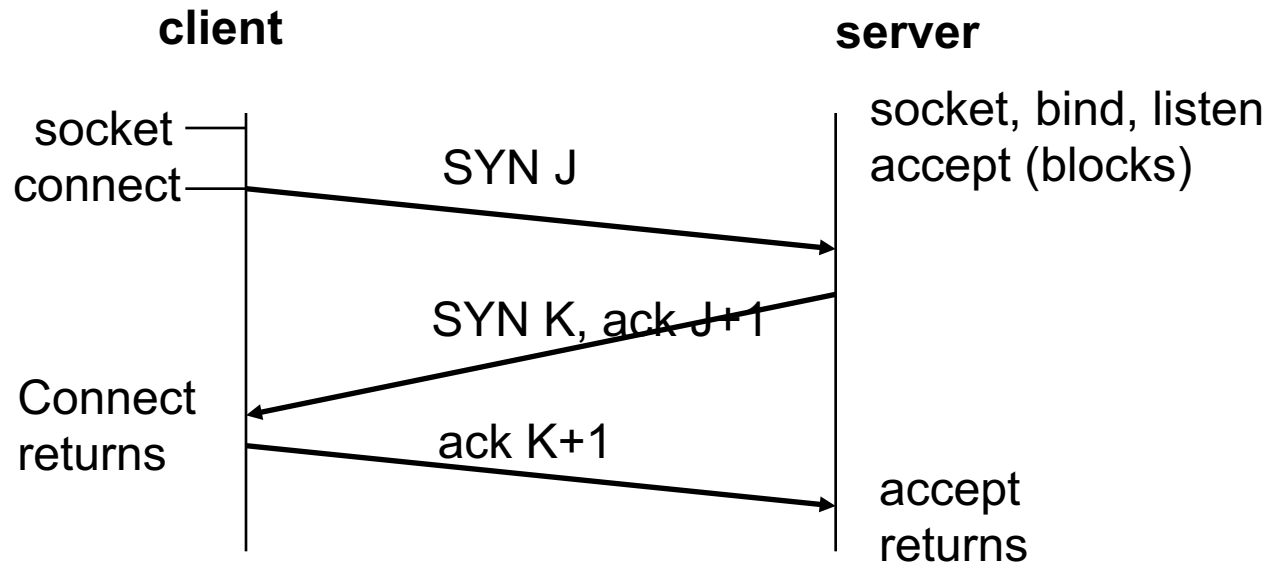 client
server
socket
connect
socket, bind, listen
accept (blocks)
SYN J
SYN K, ack J+1
Connect
returns
ack K+1
accept
returns